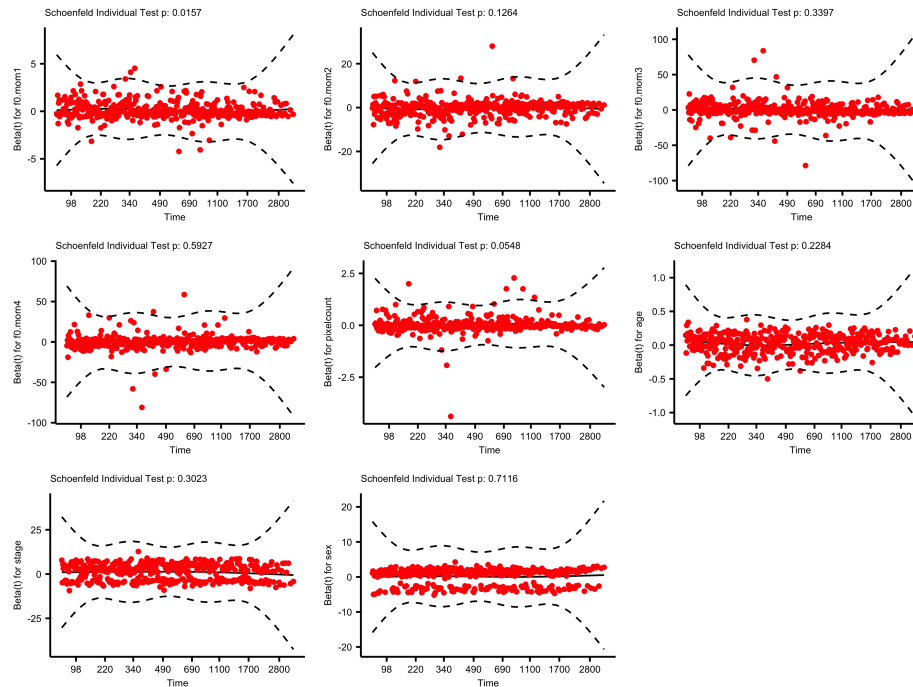 Schoenfeld Individual Test p: 0.0157
Beta(t) for f0.mom1
5
0
-5
98 220 340 490 690 1100 1700 2800
Time
Schoenfeld Individual Test p: 0.1264
Beta(t) for f0.mom2
20
0
-20
98 220 340 490 690 1100 1700 2800
Time
Schoenfeld Individual Test p: 0.3397
Beta(t) for f0.mom3
100
50
0
-50
-100
98 220 340 490 690 1100 1700 2800
Time
Schoenfeld Individual Test p: 0.5927
Beta(t) for f0.mom4
100
50
0
-50
-100
98 220 340 490 690 1100 1700 2800
Time
Schoenfeld Individual Test p: 0.0548
Beta(t) for pixelcount
2.5
0.0
-2.5
98 220 340 490 690 1100 1700 2800
Time
Schoenfeld Individual Test p: 0.2284
Beta(t) for age
1.0
0.5
0.0
-0.5
-1.0
98 220 340 490 690 1100 1700 2800
Time
Schoenfeld Individual Test p: 0.3023
Beta(t) for stage
25
0
-25
98 220 340 490 690 1100 1700 2800
Time
Schoenfeld Individual Test p: 0.7116
Beta(t) for sex
20
10
0
-10
-20
98 220 340 490 690 1100 1700 2800
Time